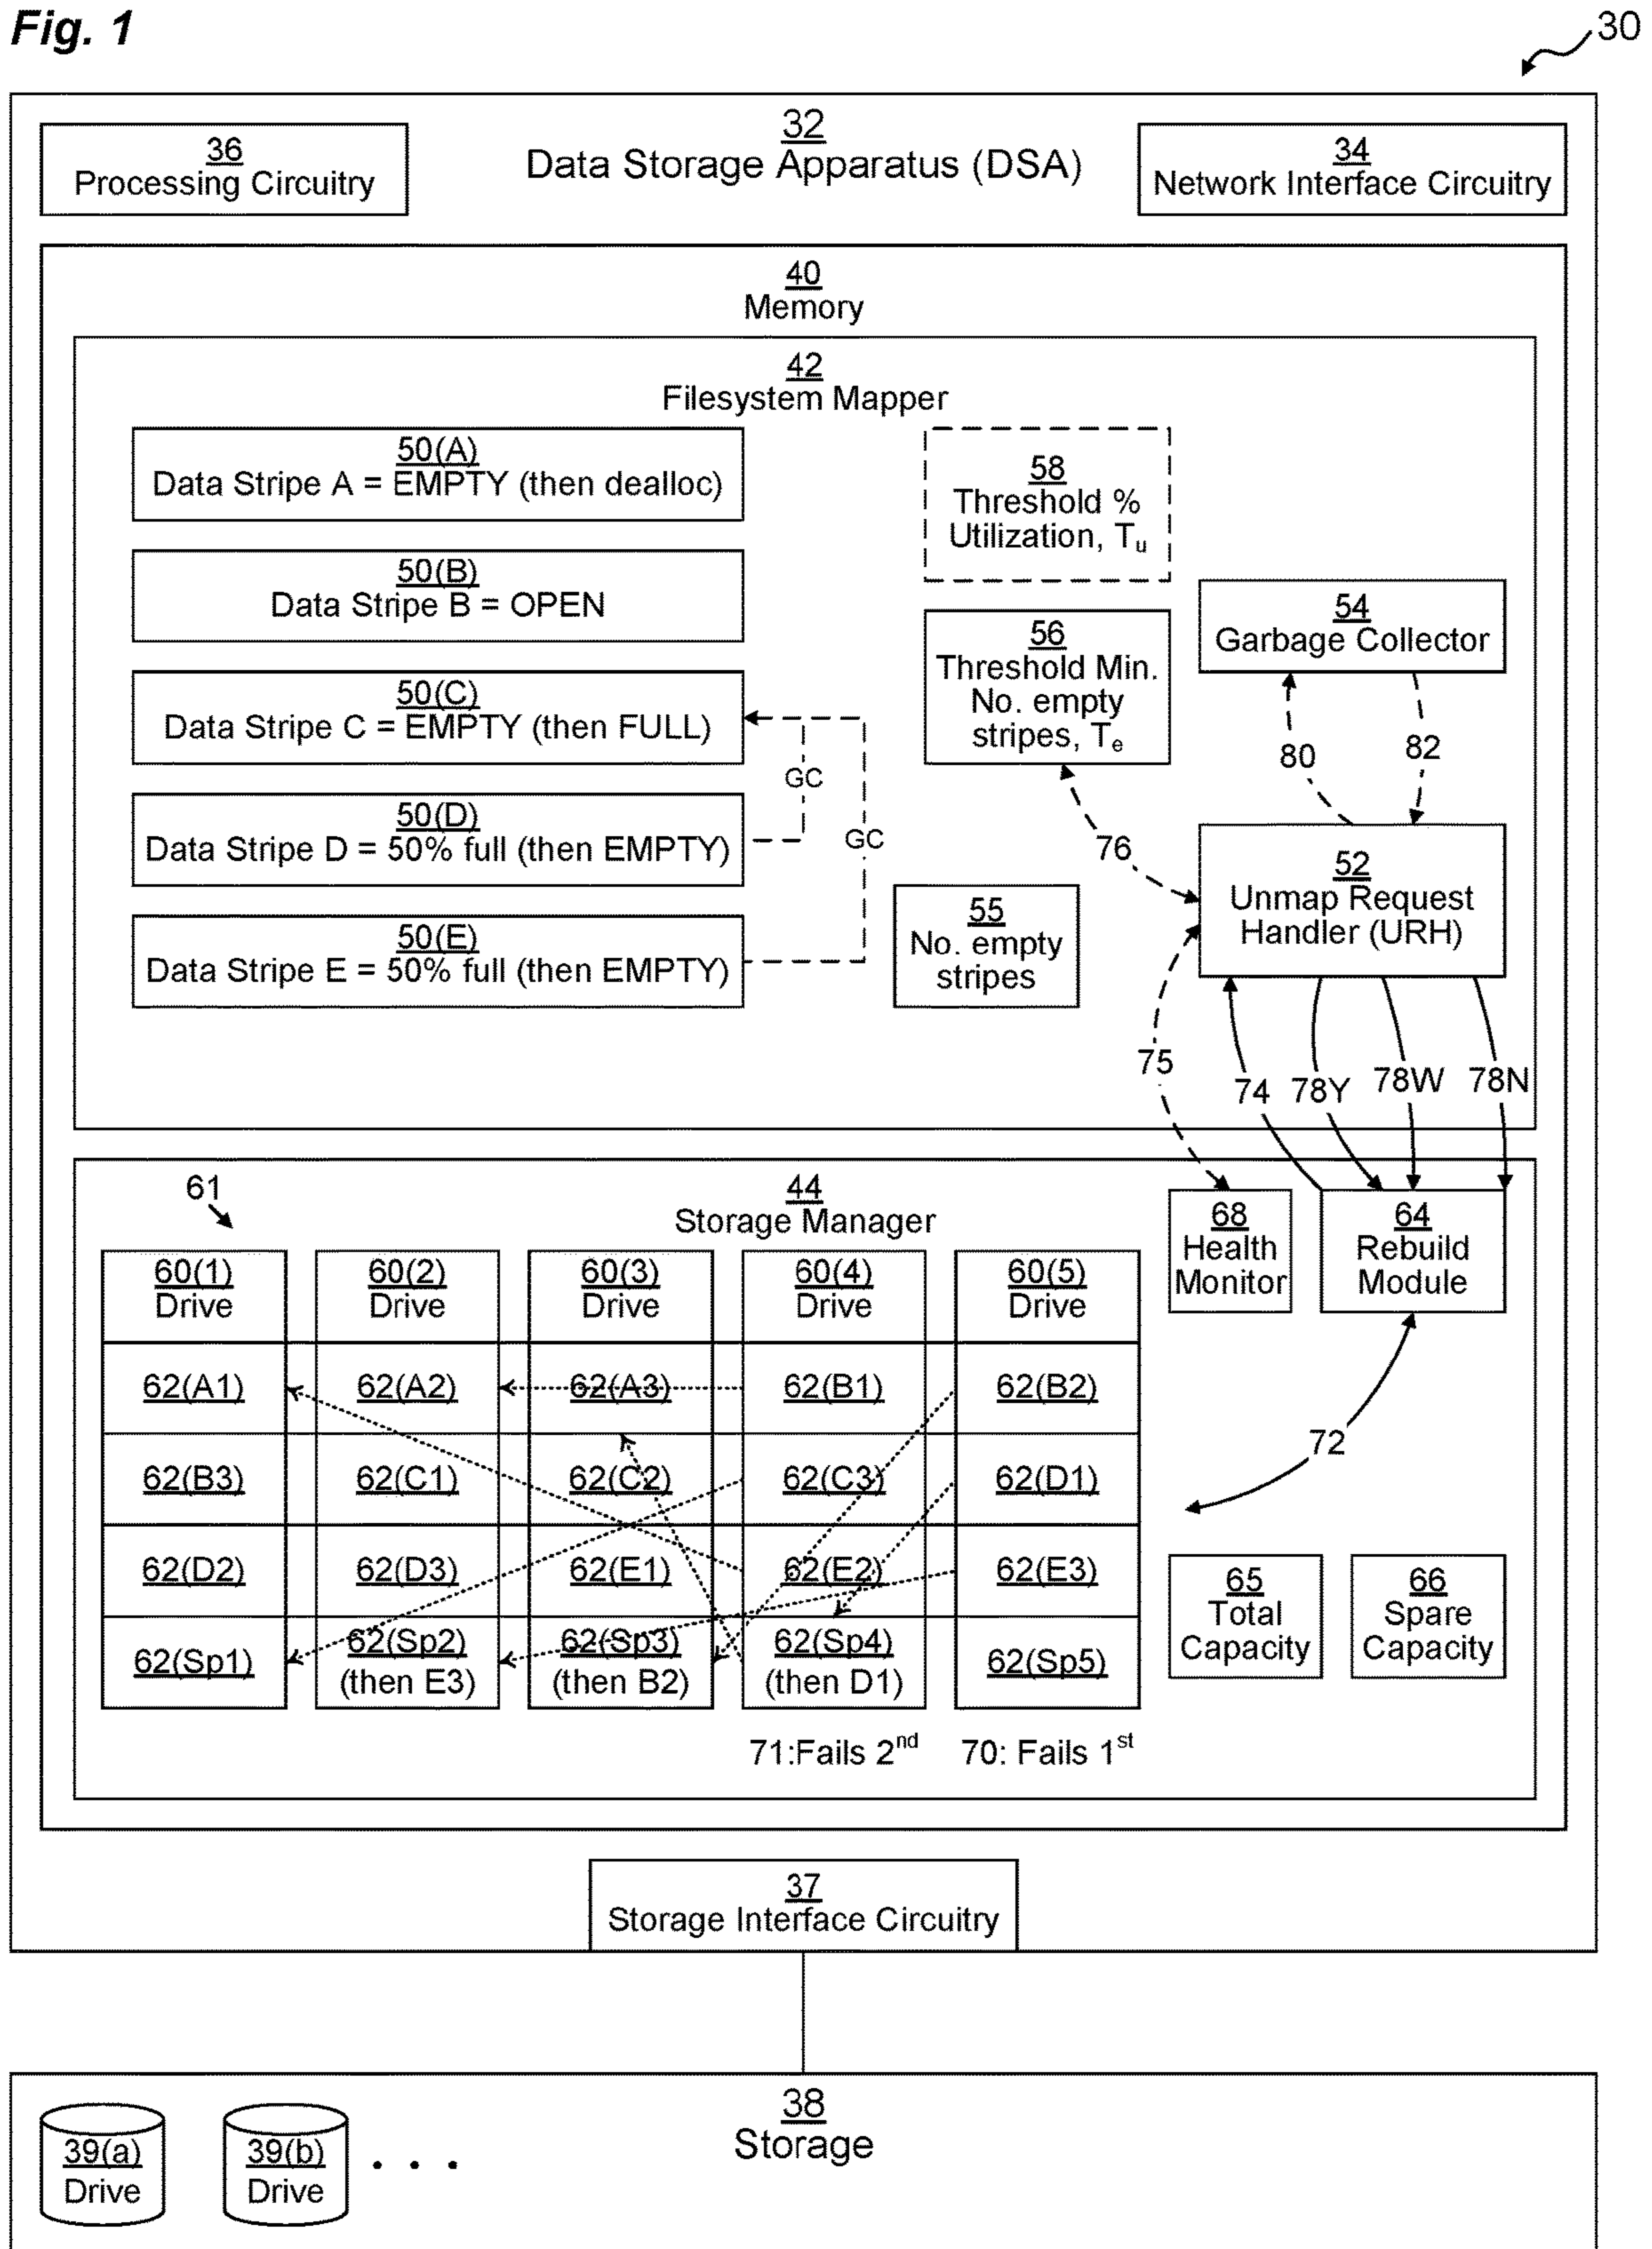 Fig. 1
30
32
Data Storage Apparatus (DSA)
36
Processing Circuitry
34
Network Interface Circuitry
40
Memory
42
Filesystem Mapper
50(A)
Data Stripe A = EMPTY (then dealloc)
50(B)
Data Stripe B = OPEN
50(C)
Data Stripe C = EMPTY (then FULL)
50(D)
Data Stripe D = 50% full (then EMPTY)
50(E)
Data Stripe E = 50% full (then EMPTY)
GC
GC
58
Threshold %
Utilization, Tu
56
Threshold Min.
No. empty
stripes, Te
55
No. empty
stripes
54
Garbage Collector
80
82
76
52
Unmap Request
Handler (URH)
75
74
78Y
78W
78N
61
44
Storage Manager
68
Health
Monitor
64
Rebuild
Module
60(1)
Drive
60(2)
Drive
60(3)
Drive
60(4)
Drive
60(5)
Drive
62(A1)
62(A2)
62(A3)
62(B1)
62(B2)
62(B3)
62(C1)
62(C2)
62(C3)
62(D1)
62(D2)
62(D3)
62(E1)
62(E2)
62(E3)
62(Sp1)
62(Sp2)
(then E3)
62(Sp3)
(then B2)
62(Sp4)
(then D1)
62(Sp5)
72
65
Total
Capacity
66
Spare
Capacity
71:Fails 2nd
70: Fails 1st
37
Storage Interface Circuitry
38
Storage
39(a)
Drive
39(b)
Drive
. . .